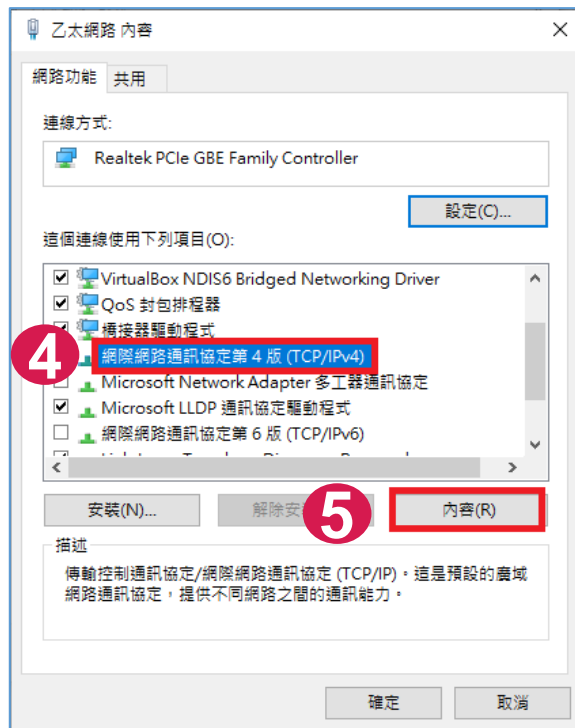 乙太網路 內容
網路功能 共用
連線方式:
Realtek PCIe GBE Family Controller
設定(C)...
這個連線使用下列項目(O):
VirtualBox NDIS6 Bridged Networking Driver
QoS 封包排程器
橋接器驅動程式
4 網際網路通訊協定第 4 版 (TCP/IPv4)
Microsoft Network Adapter 多工器通訊協定
Microsoft LLDP 通訊協定驅動程式
網際網路通訊協定第 6 版 (TCP/IPv6)
安裝(N)... 解除安 5 內容(R)
描述
傳輸控制通訊協定/網際網路通訊協定 (TCP/IP)。這是預設的廣域
網路通訊協定，提供不同網路之間的通訊能力。
確定 取消